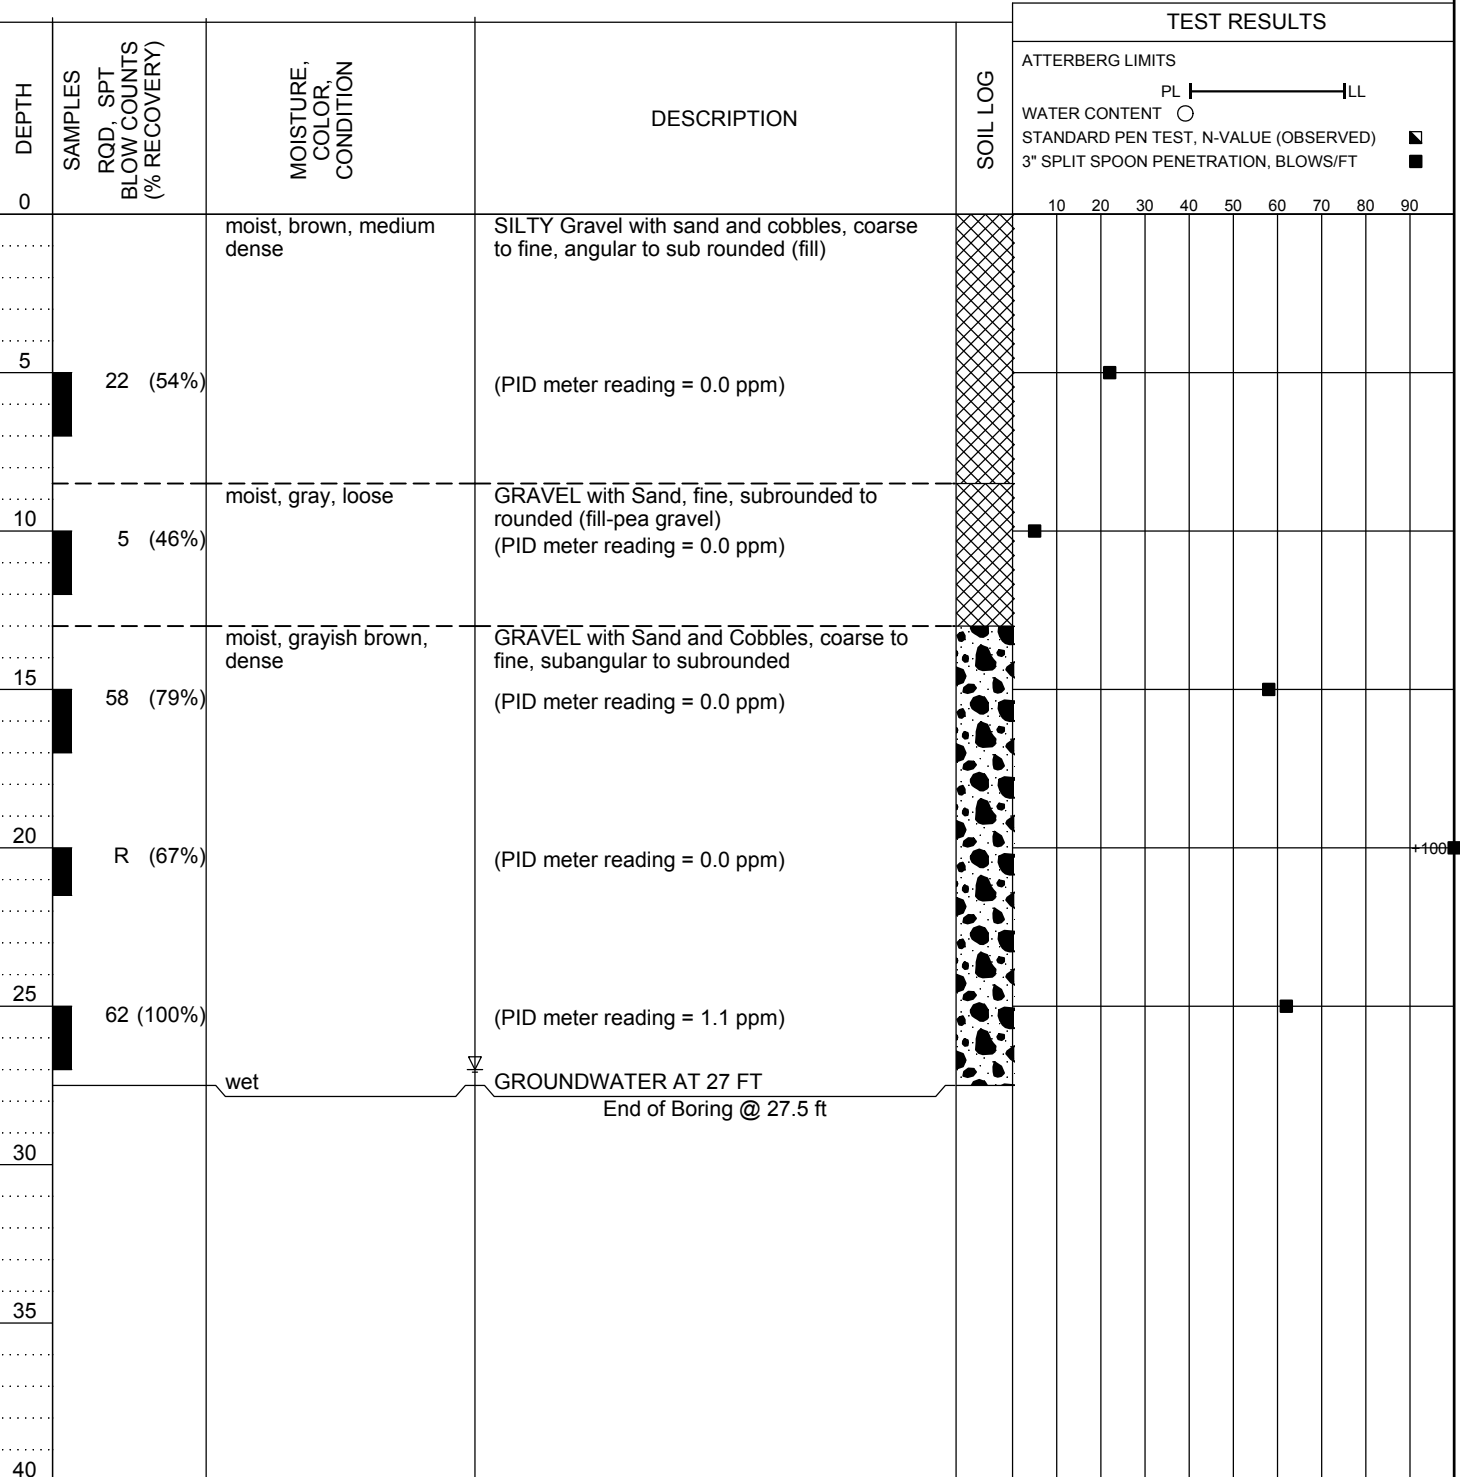 TEST RESULTS
ATTERBERG LIMITS
PL LL
WATER CONTENT
STANDARD PEN TEST, N-VALUE (OBSERVED)
3" SPLIT SPOON PENETRATION, BLOWS/FT
DEPTH
SAMPLES
RQD, SPT
BLOW COUNTS
(% RECOVERY)
MOISTURE,
COLOR,
CONDITION
DESCRIPTION
SOIL LOG
0
10 20 30 40 50 60 70 80 90
moist, brown, medium
dense
SILTY Gravel with sand and cobbles, coarse
to fine, angular to sub rounded (fill)
5
22 (54%)
(PID meter reading = 0.0 ppm)
moist, gray, loose
GRAVEL with Sand, fine, subrounded to
rounded (fill-pea gravel)
10
5 (46%)
(PID meter reading = 0.0 ppm)
moist, grayish brown,
dense
GRAVEL with Sand and Cobbles, coarse to
fine, subangular to subrounded
15
58 (79%)
(PID meter reading = 0.0 ppm)
20
R (67%)
(PID meter reading = 0.0 ppm)
+100
25
62 (100%)
(PID meter reading = 1.1 ppm)
wet
GROUNDWATER AT 27 FT
End of Boring @ 27.5 ft
30
35
40